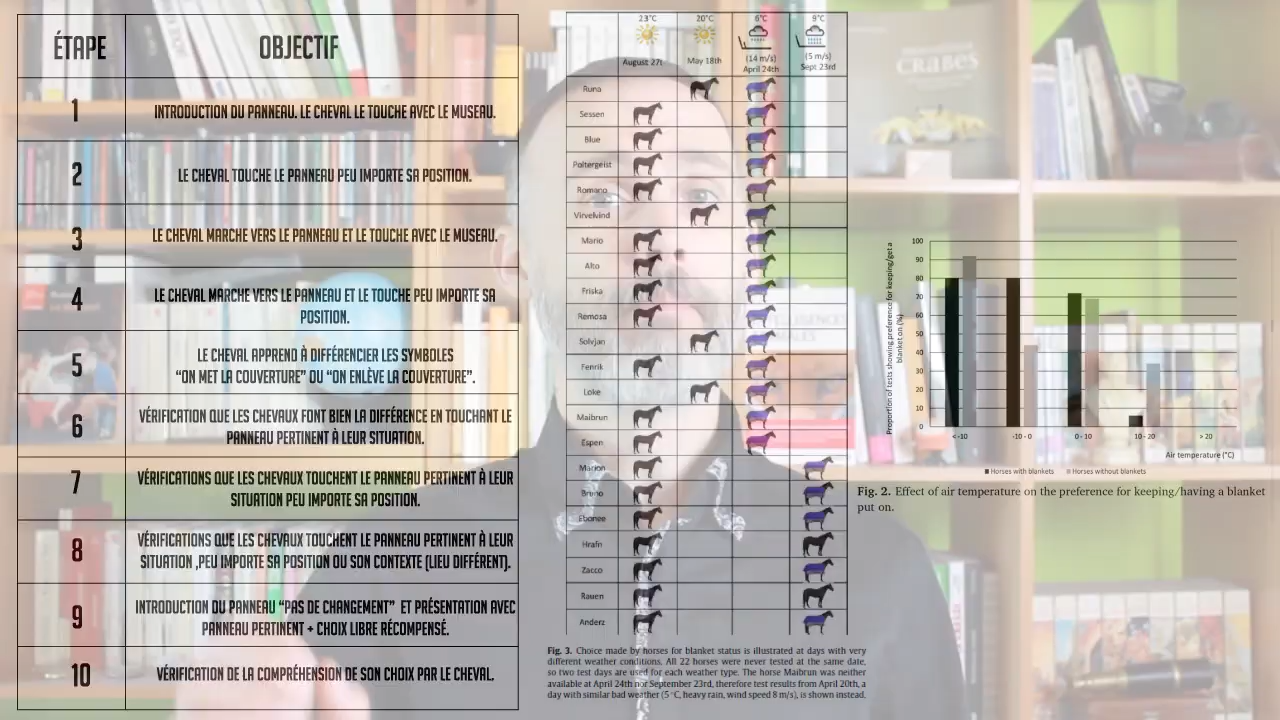 ÉTAPE
OBJECTIF
1
INTRODUCTION DU PANNEAU. LE CHEVAL LE TOUCHE AVEC LE MUSEAU.
2
LE CHEVAL TOUCHE LE PANNEAU PEU IMPORTE SA POSITION.
3
LE CHEVAL MARCHE VERS LE PANNEAU ET LE TOUCHE AVEC LE MUSEAU.
4
LE CHEVAL MARCHE VERS LE PANNEAU ET LE TOUCHE PEU IMPORTE SA
POSITION.
5
LE CHEVAL APPREND À DIFFÉRENCIER LES SYMBOLES
“ON MET LA COUVERTURE” OU “ON ENLÈVE LA COUVERTURE”.
6
VÉRIFICATION QUE LES CHEVAUX FONT BIEN LA DIFFÉRENCE EN TOUCHANT LE
PANNEAU PERTINENT À LEUR SITUATION.
7
VÉRIFICATIONS QUE LES CHEVAUX TOUCHENT LE PANNEAU PERTINENT À LEUR
SITUATION PEU IMPORTE SA POSITION.
8
VÉRIFICATIONS QUE LES CHEVAUX TOUCHENT LE PANNEAU PERTINENT À LEUR
SITUATION ,PEU IMPORTE SA POSITION OU SON CONTEXTE (LIEU DIFFÉRENT).
9
INTRODUCTION DU PANNEAU “PAS DE CHANGEMENT” ET PRÉSENTATION AVEC
PANNEAU PERTINENT + CHOIX LIBRE RÉCOMPENSÉ.
10
VÉRIFICATION DE LA COMPRÉHENSION DE SON CHOIX PAR LE CHEVAL.
23°C 20°C 6°C 9°C
(14 m/s) (5 m/s)
August 27t May 18th April 24th Sept 23rd
Runa
Sessen
Blue
Poltergeist
Romano
Virvelvind
Mario
Alto
Friska
Remosa
Solvjan
Fenrik
Loke
Maibrun
Espen
Marion
Bruno
Ebonee
Hrafn
Zacco
Rauen
Anderz
Fig. 3. Choice made by horses for blanket status is illustrated at days with very
different weather conditions. All 22 horses were never tested at the same date,
so two test days are used for each weather type. The horse Maibrun was neither
available at April 24th nor September 23rd, therefore test results from April 20th, a
day with similar bad weather (5 °C, heavy rain, wind speed 8 m/s), is shown instead.
CRABES
Proportion of tests showing preference for keeping/get a
blanket on (%)
100
90
80
70
60
50
40
30
20
10
0
<-10 -10 - 0 0 - 10 10 - 20 > 20
Air temperature (°C)
Horses with blankets Horses without blankets
Fig. 2. Effect of air temperature on the preference for keeping/having a blanket
put on.